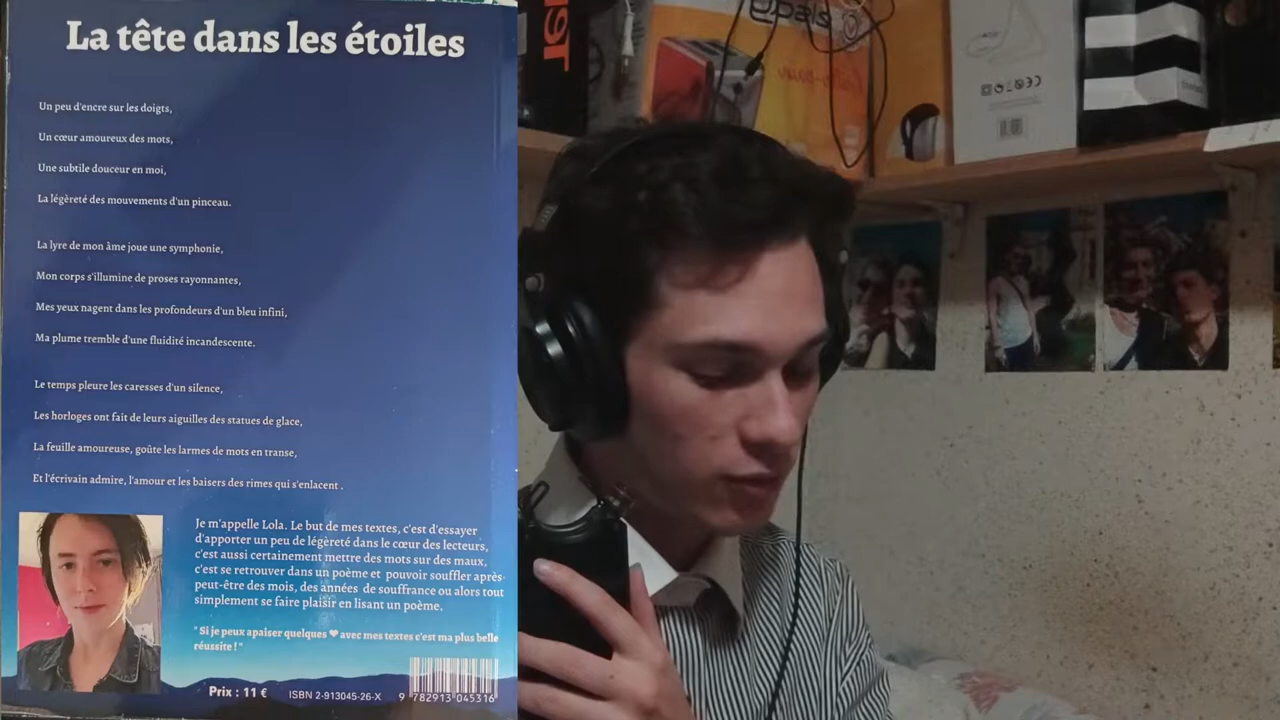 La tête dans les étoiles
Un peu d'encre sur les doigts,
Un cœur amoureux des mots,
Une subtile douceur en moi,
La légèreté des mouvements d'un pinceau.
La lyre de mon âme joue une symphonie,
Mon corps s'illumine de proses rayonnantes,
Mes yeux nagent dans les profondeurs d'un bleu infini,
Ma plume tremble d'une fluidité incandescente.
Le temps pleure les caresses d'un silence,
Les horloges ont fait de leurs aiguilles des statues de glace,
La feuille amoureuse, goûte les larmes de mots en transe,
Et l'écrivain admire, l'amour et les baisers des rimes qui s'enlacent .
Je m'appelle Lola. Le but de mes textes, c'est d'essayer
d'apporter un peu de légèreté dans le cœur des lecteurs,
c'est aussi certainement mettre des mots sur des maux,
c'est se retrouver dans un poème et pouvoir souffler après
peut-être des mois, des années de souffrance ou alors tout
simplement se faire plaisir en lisant un poème.
" Si je peux apaiser quelques ❤ avec mes textes c'est ma plus belle
réussite ! "
Prix : 11 €
ISBN 2-913045-26-X
9 782913 045316